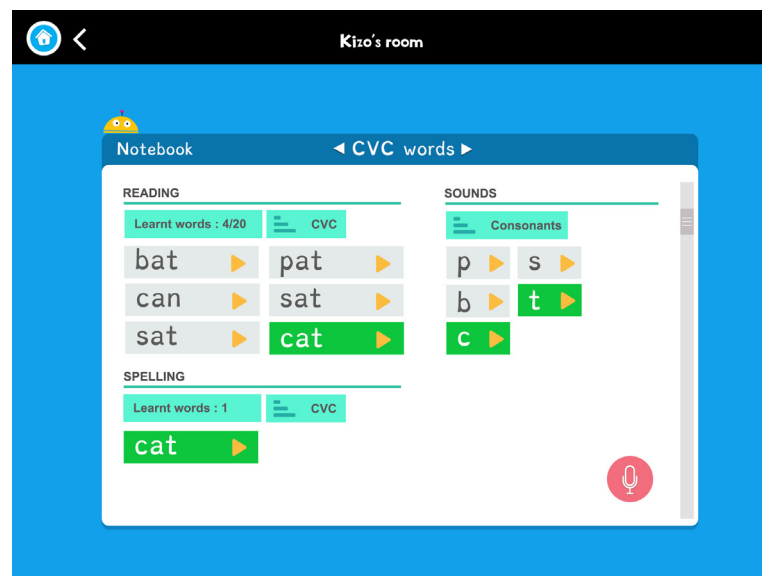 Kizo's room
Notebook
CVC words
READING
Learnt words : 4/20 CVC
bat pat
can sat
sat cat
SPELLING
Learnt words : 1 CVC
cat
SOUNDS
Consonants
p s
b t
c